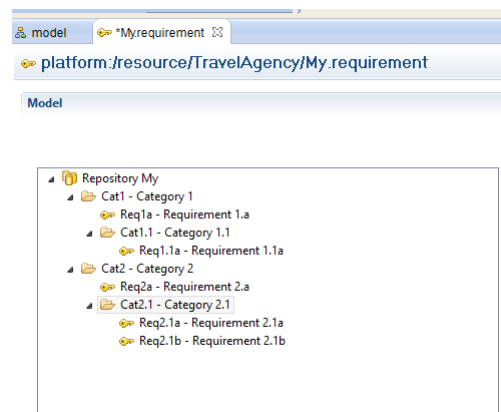 model *My.requirement
platform:/resource/TravelAgency/My.requirement
Model
Repository My
Cat1 - Category 1
Req1a - Requirement 1.a
Cat1.1 - Category 1.1
Req1.1a - Requirement 1.1a
Cat2 - Category 2
Req2a - Requirement 2.a
Cat2.1 - Category 2.1
Req2.1a - Requirement 2.1a
Req2.1b - Requirement 2.1b